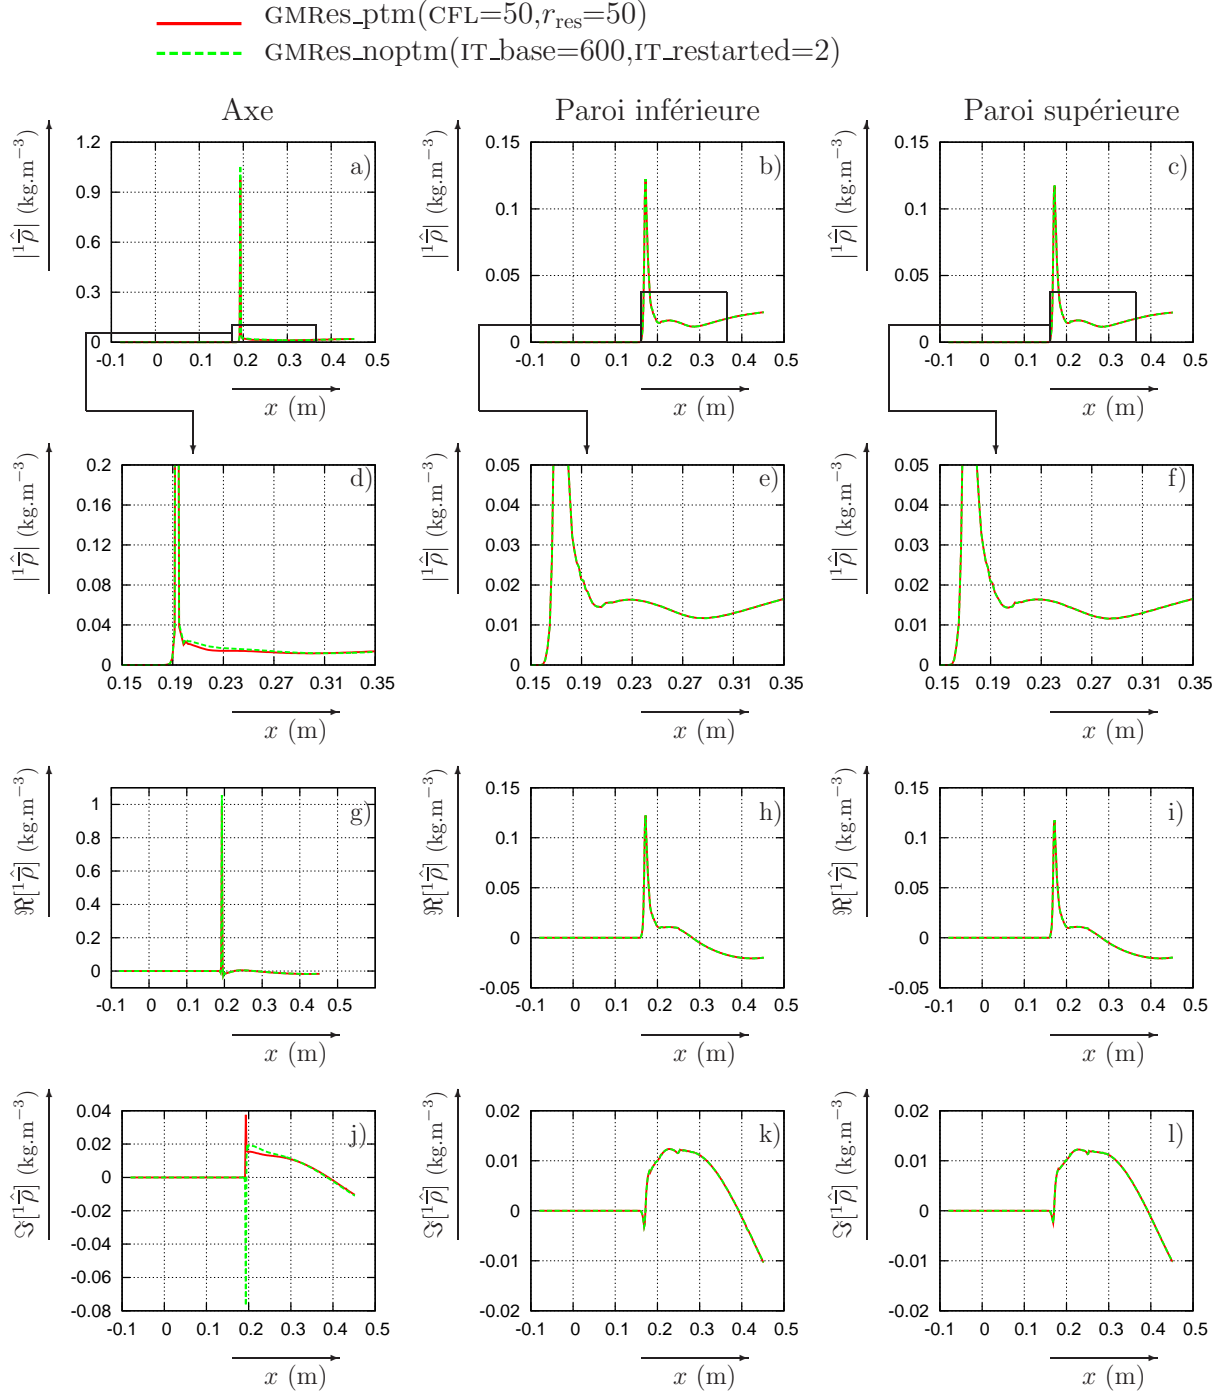 GMRes_ptm(CFL=50,r_res=50)
GMRes_noptm(IT_base=600,IT_restarted=2)
Axe Paroi inférieure Paroi supérieure
|¹ρ̂̅| (kg.m⁻³)
1.2
0.9
0.6
0.3
0
a)
-0.1 0 0.1 0.2 0.3 0.4 0.5
x (m)
|¹ρ̂̅| (kg.m⁻³)
0.15
0.1
0.05
0
b)
-0.1 0 0.1 0.2 0.3 0.4 0.5
x (m)
|¹ρ̂̅| (kg.m⁻³)
0.15
0.1
0.05
0
c)
-0.1 0 0.1 0.2 0.3 0.4 0.5
x (m)
|¹ρ̂̅| (kg.m⁻³)
0.2
0.16
0.12
0.08
0.04
0
d)
0.15 0.19 0.23 0.27 0.31 0.35
x (m)
|¹ρ̂̅| (kg.m⁻³)
0.05
0.04
0.03
0.02
0.01
0
e)
0.15 0.19 0.23 0.27 0.31 0.35
x (m)
|¹ρ̂̅| (kg.m⁻³)
0.05
0.04
0.03
0.02
0.01
0
f)
0.15 0.19 0.23 0.27 0.31 0.35
x (m)
ℜ[¹ρ̂̅] (kg.m⁻³)
1
0.8
0.6
0.4
0.2
0
g)
-0.1 0 0.1 0.2 0.3 0.4 0.5
x (m)
ℜ[¹ρ̂̅] (kg.m⁻³)
0.15
0.1
0.05
0
-0.05
h)
-0.1 0 0.1 0.2 0.3 0.4 0.5
x (m)
ℜ[¹ρ̂̅] (kg.m⁻³)
0.15
0.1
0.05
0
-0.05
i)
-0.1 0 0.1 0.2 0.3 0.4 0.5
x (m)
ℑ[¹ρ̂̅] (kg.m⁻³)
0.04
0.02
0
-0.02
-0.04
-0.06
-0.08
j)
-0.1 0 0.1 0.2 0.3 0.4 0.5
x (m)
ℑ[¹ρ̂̅] (kg.m⁻³)
0.02
0.01
0
-0.01
-0.02
k)
-0.1 0 0.1 0.2 0.3 0.4 0.5
x (m)
ℑ[¹ρ̂̅] (kg.m⁻³)
0.02
0.01
0
-0.01
-0.02
l)
-0.1 0 0.1 0.2 0.3 0.4 0.5
x (m)